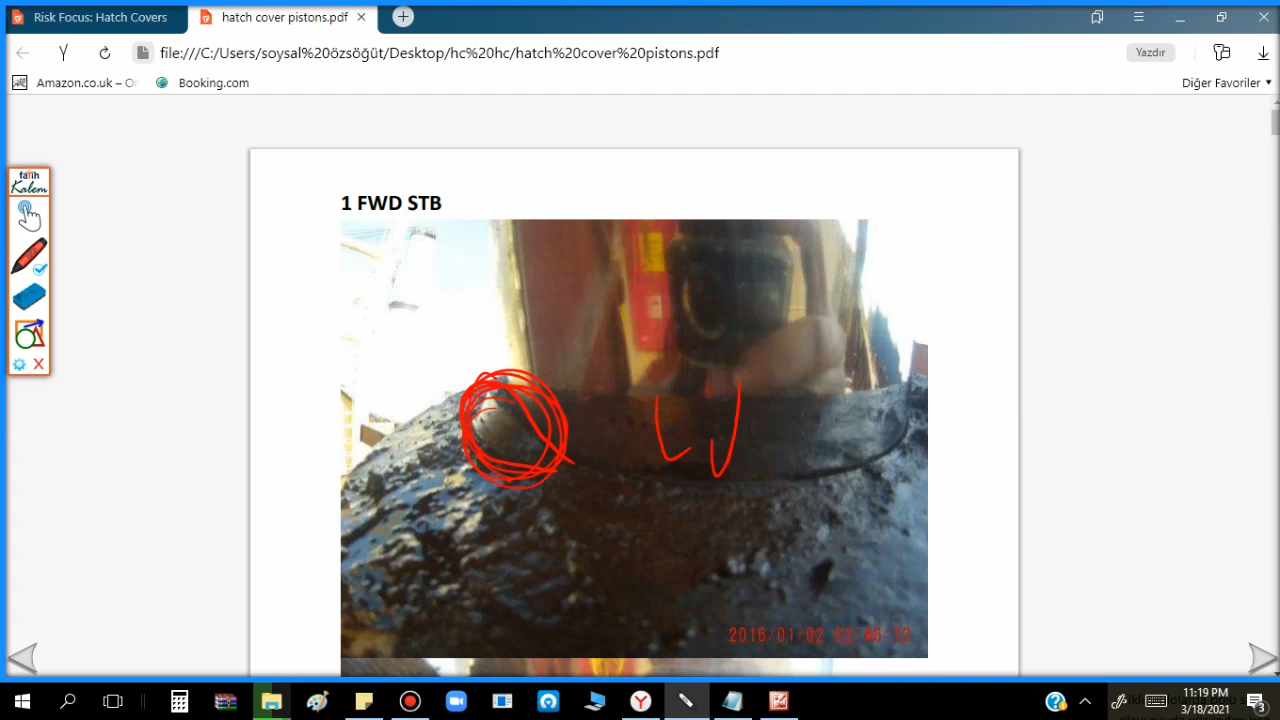 Risk Focus: Hatch Covers
hatch cover pistons.pdf
file:///C:/Users/soysal%20özsöğüt/Desktop/hc%20hc/hatch%20cover%20pistons.pdf
Yazdır
Amazon.co.uk – O
Booking.com
Diğer Favoriler
fatih
Kalem
1 FWD STB
2016/01/02
11:19 PM
3/18/2021
3